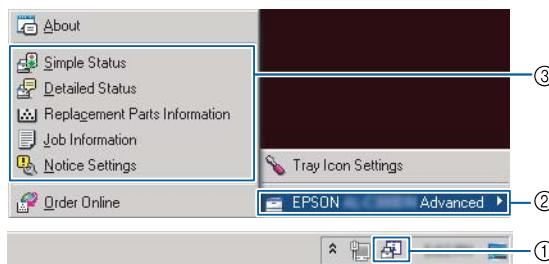 About
Simple Status
③
Detailed Status
Replacement Parts Information
Job Information
Notice Settings
Tray Icon Settings
Order Online
EPSON Advanced
②
①